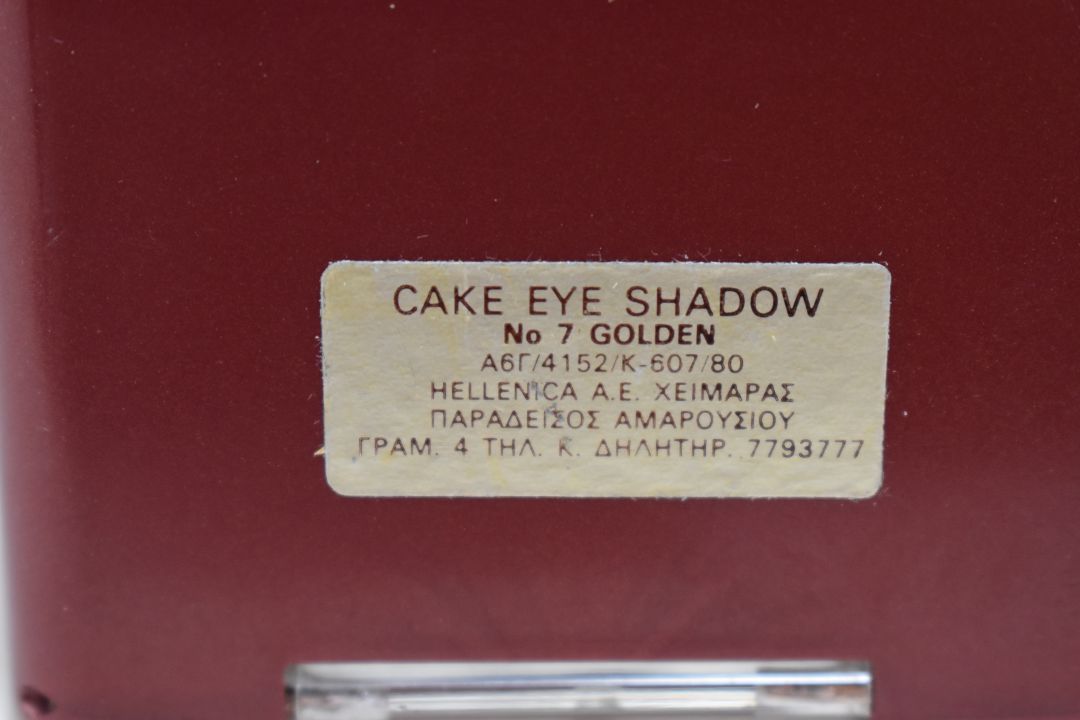 CAKE EYE SHADOW
No 7 GOLDEN
Α6Γ/4152/Κ-607/80
HELLENICA Α.Ε. ΧΕΙΜΑΡΑΣ
ΠΑΡΑΔΕΙΣΟΣ ΑΜΑΡΟΥΣΙΟΥ
ΓΡΑΜ. 4 ΤΗΛ. Κ. ΔΗΛΗΤΗΡ. 7793777